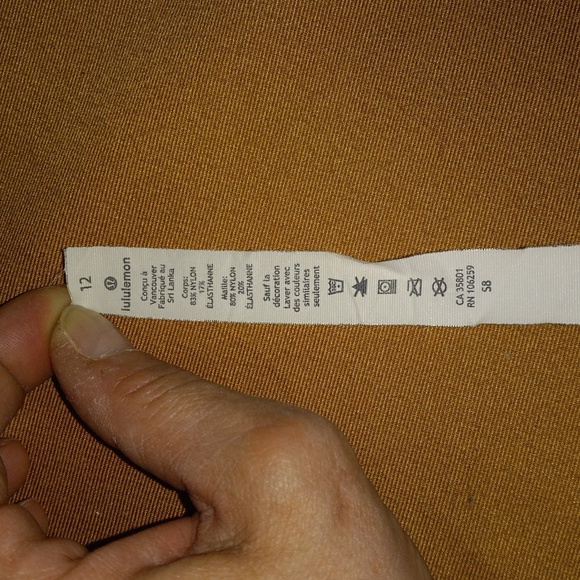 12
lululemon
Conçu à
Vancouver
Fabriqué au
Sri Lanka
Corps:
83% NYLON
17%
ÉLASTHANNE
Maille:
80% NYLON
20%
ÉLASTHANNE
Sauf la
décoration
Laver avec
des couleurs
similaires
seulement
CA 35801
RN 106259
S8